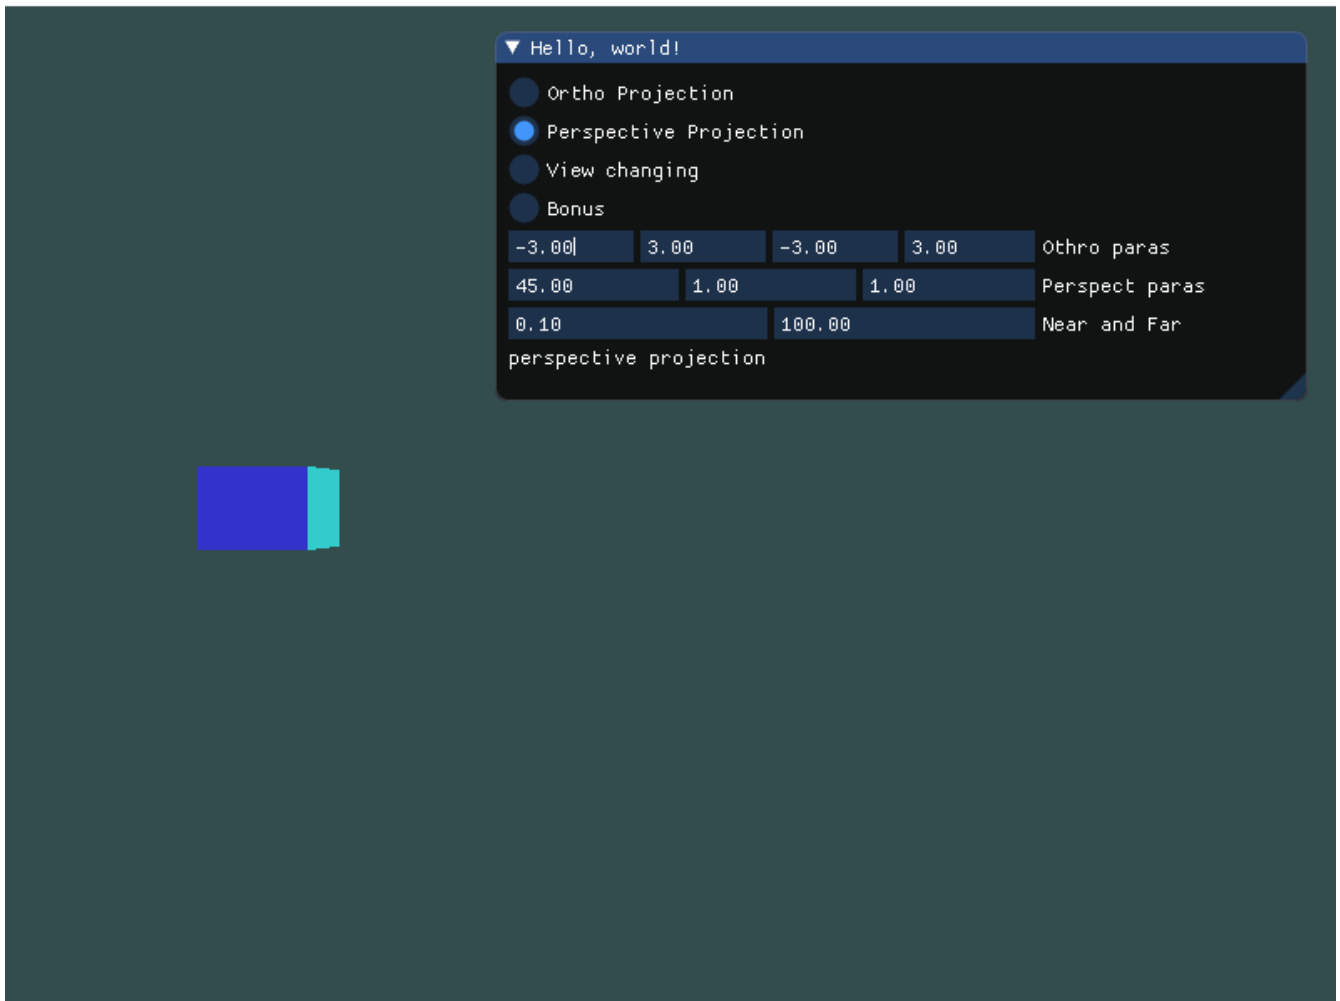 Hello, world!
Ortho Projection
Perspective Projection
View changing
Bonus
-3.00 3.00 -3.00 3.00 Othro paras
45.00 1.00 1.00 Perspect paras
0.10 100.00 Near and Far
perspective projection